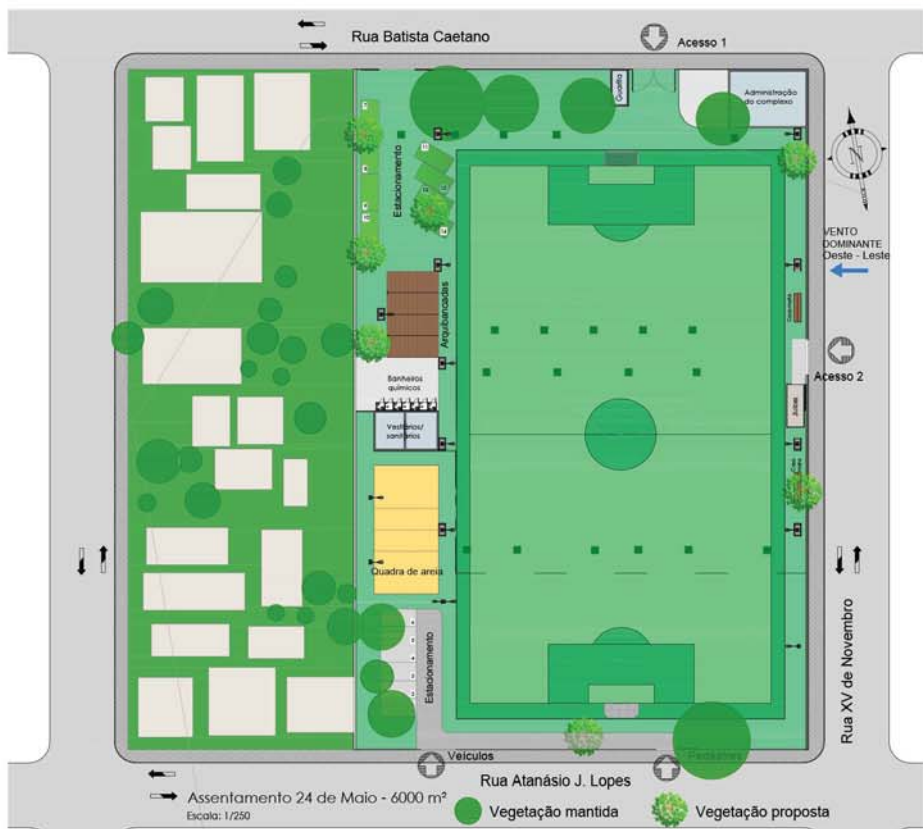 Rua Batista Caetano
Acesso 1
Guarita
Administração
do complexo
Estacionamento
N
VENTO
DOMINANTE
Oeste - Leste
Arquibancadas
Acesso 2
Banheiros
químicos
Juízes
Vestiários/
sanitários
Quadra de areia
Estacionamento
Rua XV de Novembro
Veículos
Pedestres
Rua Atanásio J. Lopes
Assentamento 24 de Maio - 6000 m²
Escala: 1/250
Vegetação mantida
Vegetação proposta